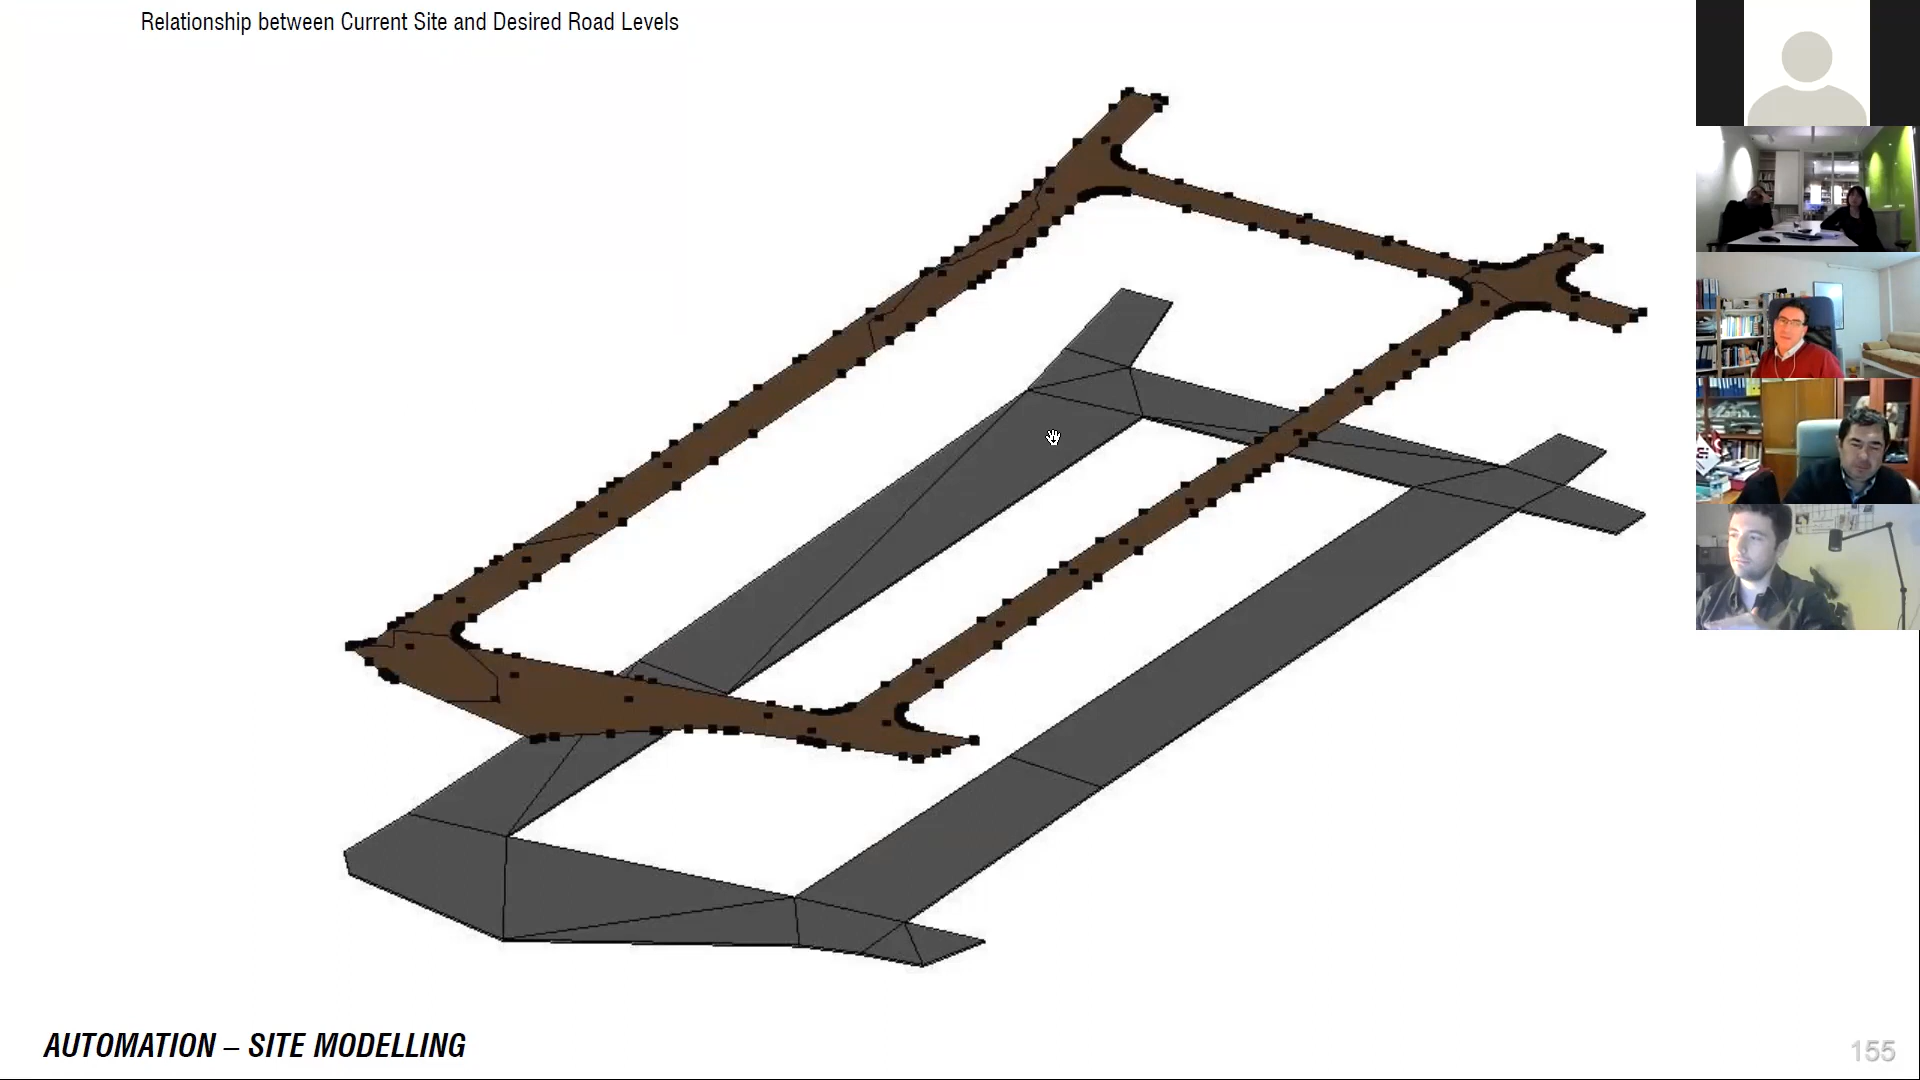 Relationship between Current Site and Desired Road Levels
AUTOMATION – SITE MODELLING
155